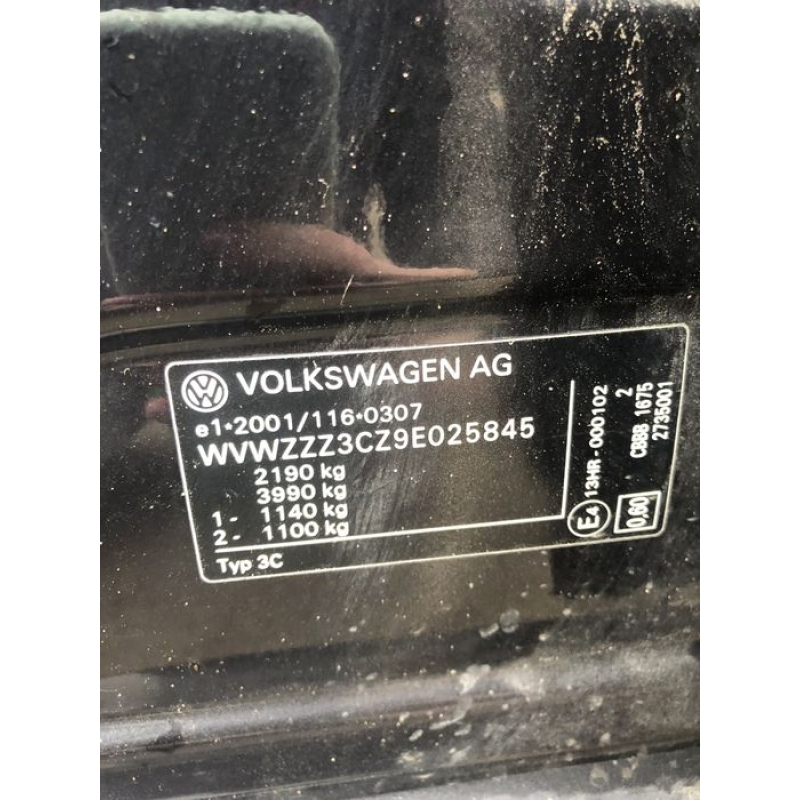 VOLKSWAGEN AG
e1*2001/116*0307
WVWZZZ3CZ9E025845
2190 kg
3990 kg
1- 1140 kg
2- 1100 kg
Typ 3C
E4 13HR-000102
2
CBBB 1675
2735001
0.60